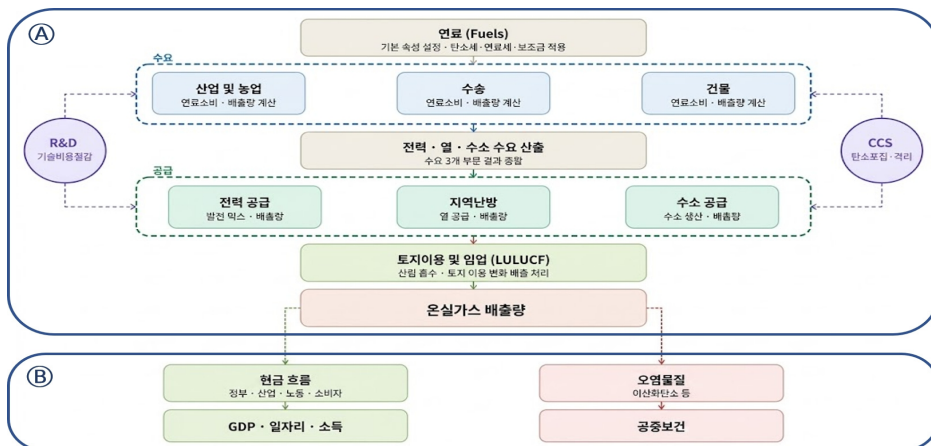 Ⓐ
연료 (Fuels)
기본 속성 설정 · 탄소세·연료세·보조금 적용
수요
산업 및 농업
연료소비 · 배출량 계산
수송
연료소비 · 배출량 계산
건물
연료소비 · 배출량 계산
R&D
기술비용절감
전력 · 열 · 수소 수요 산출
수요 3개 부문 결과 종합
CCS
탄소포집·격리
공급
전력 공급
발전 믹스 · 배출량
지역난방
열 공급 · 배출량
수소 공급
수소 생산 · 배출량
토지이용 및 임업 (LULUCF)
산림 흡수 · 토지 이용 변화 배출 처리
온실가스 배출량
Ⓑ
현금 흐름
정부 · 산업 · 노동 · 소비자
오염물질
이산화탄소 등
GDP · 일자리 · 소득
공중보건